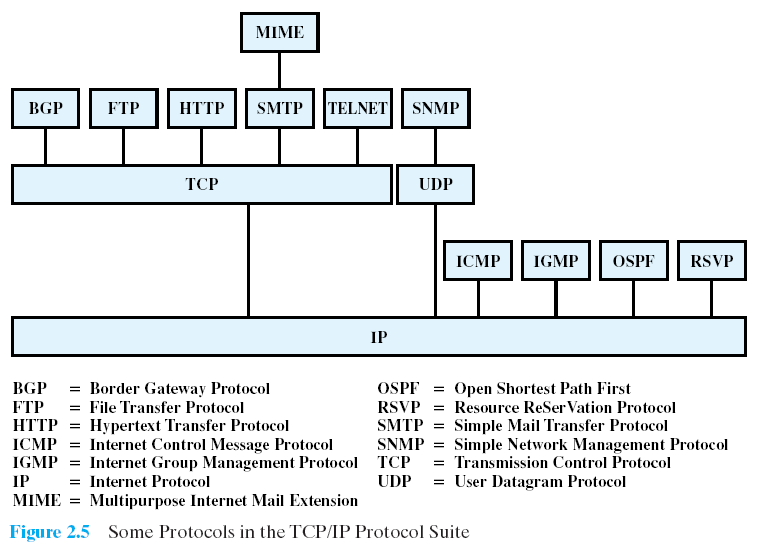 MIME
BGP FTP HTTP SMTP TELNET SNMP
TCP UDP
ICMP IGMP OSPF RSVP
IP
BGP = Border Gateway Protocol
FTP = File Transfer Protocol
HTTP = Hypertext Transfer Protocol
ICMP = Internet Control Message Protocol
IGMP = Internet Group Management Protocol
IP = Internet Protocol
MIME = Multipurpose Internet Mail Extension
OSPF = Open Shortest Path First
RSVP = Resource ReSerVation Protocol
SMTP = Simple Mail Transfer Protocol
SNMP = Simple Network Management Protocol
TCP = Transmission Control Protocol
UDP = User Datagram Protocol
Figure 2.5 Some Protocols in the TCP/IP Protocol Suite